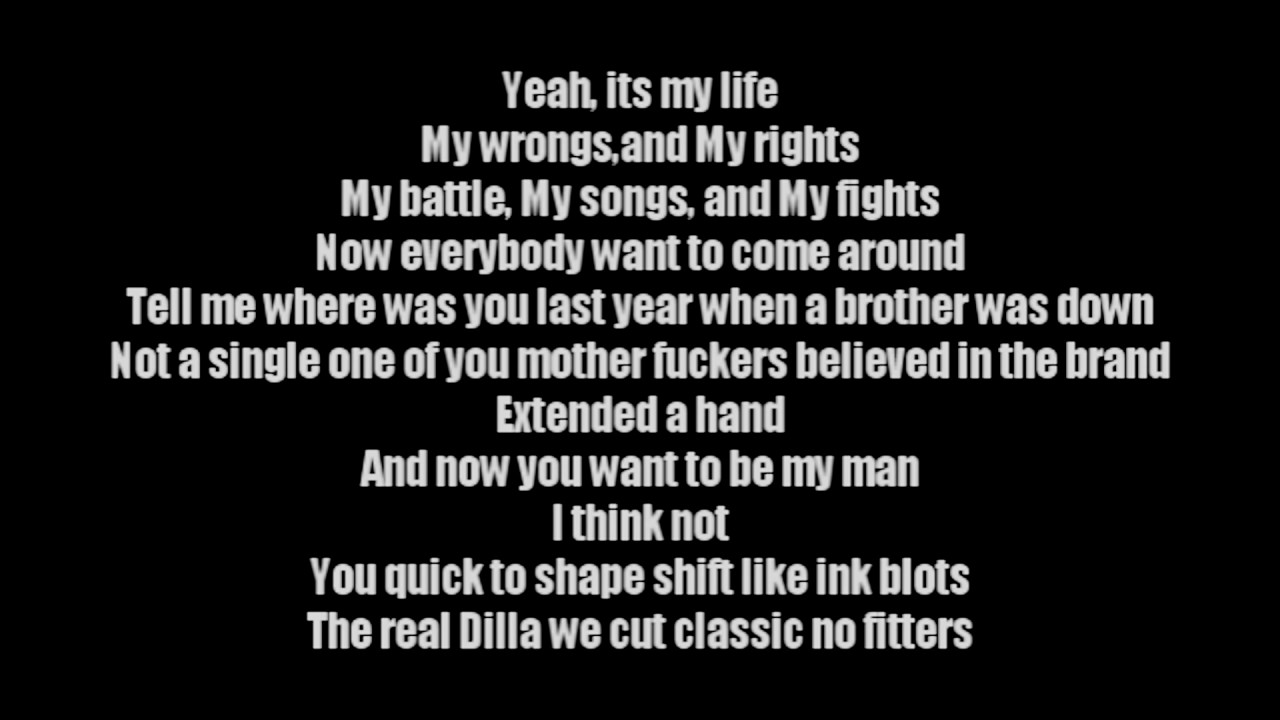 Yeah, its my life
My wrongs,and My rights
My battle, My songs, and My fights
Now everybody want to come around
Tell me where was you last year when a brother was down
Not a single one of you mother fuckers believed in the brand
Extended a hand
And now you want to be my man
I think not
You quick to shape shift like ink blots
The real Dilla we cut classic no fitters